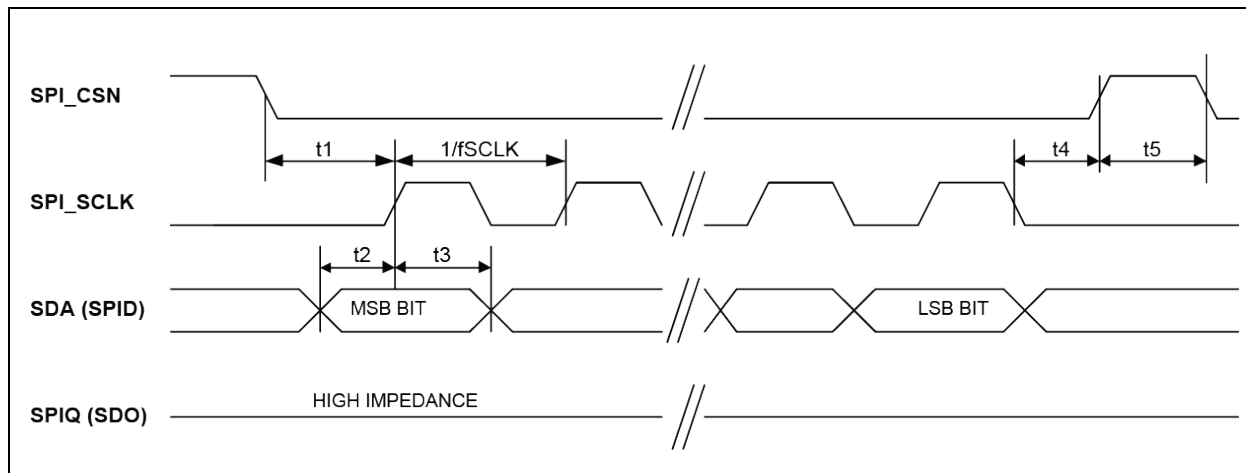 SPI_CSN
t1
1/fSCLK
t4
t5
SPI_SCLK
t2
t3
SDA (SPID)
MSB BIT
LSB BIT
HIGH IMPEDANCE
SPIQ (SDO)